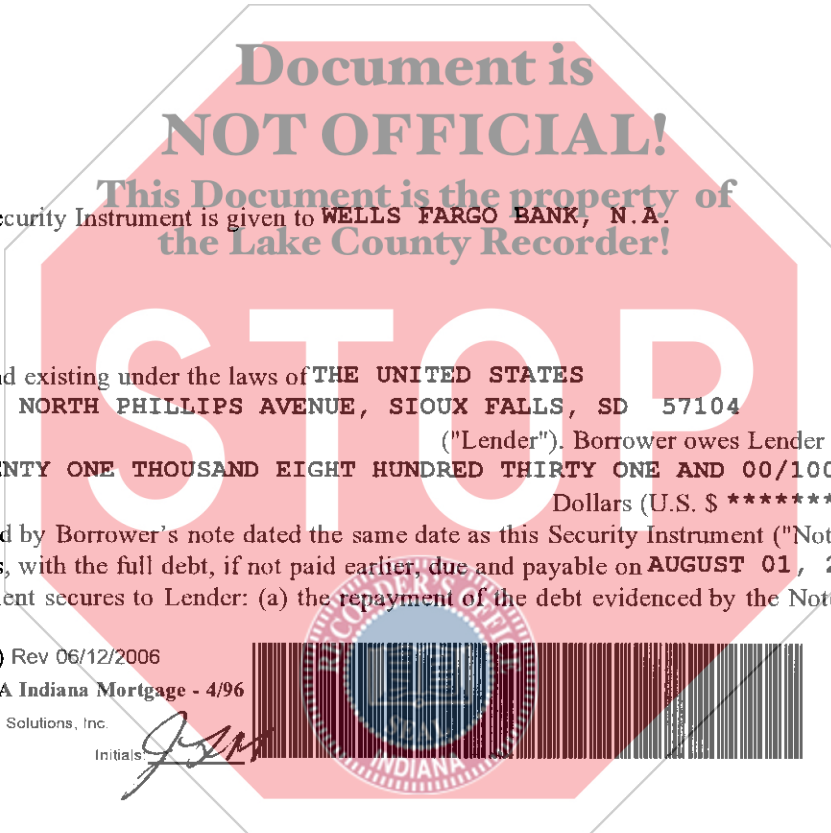 Document is
NOT OFFICIAL!
This Document is the property of
the Lake County Recorder!
ecurity Instrument is given to WELLS FARGO BANK, N.A.
STOP
d existing under the laws of THE UNITED STATES
NORTH PHILLIPS AVENUE, SIOUX FALLS, SD 57104
("Lender"). Borrower owes Lender
NTY ONE THOUSAND EIGHT HUNDRED THIRTY ONE AND 00/100
Dollars (U.S. $ *******
d by Borrower's note dated the same date as this Security Instrument ("Not
s, with the full debt, if not paid earlier, due and payable on AUGUST 01, 2
ent secures to Lender: (a) the repayment of the debt evidenced by the Not
) Rev 06/12/2006
A Indiana Mortgage - 4/96
Solutions, Inc.
Initials:
RECORDER'S OFFICE
SEAL
INDIANA